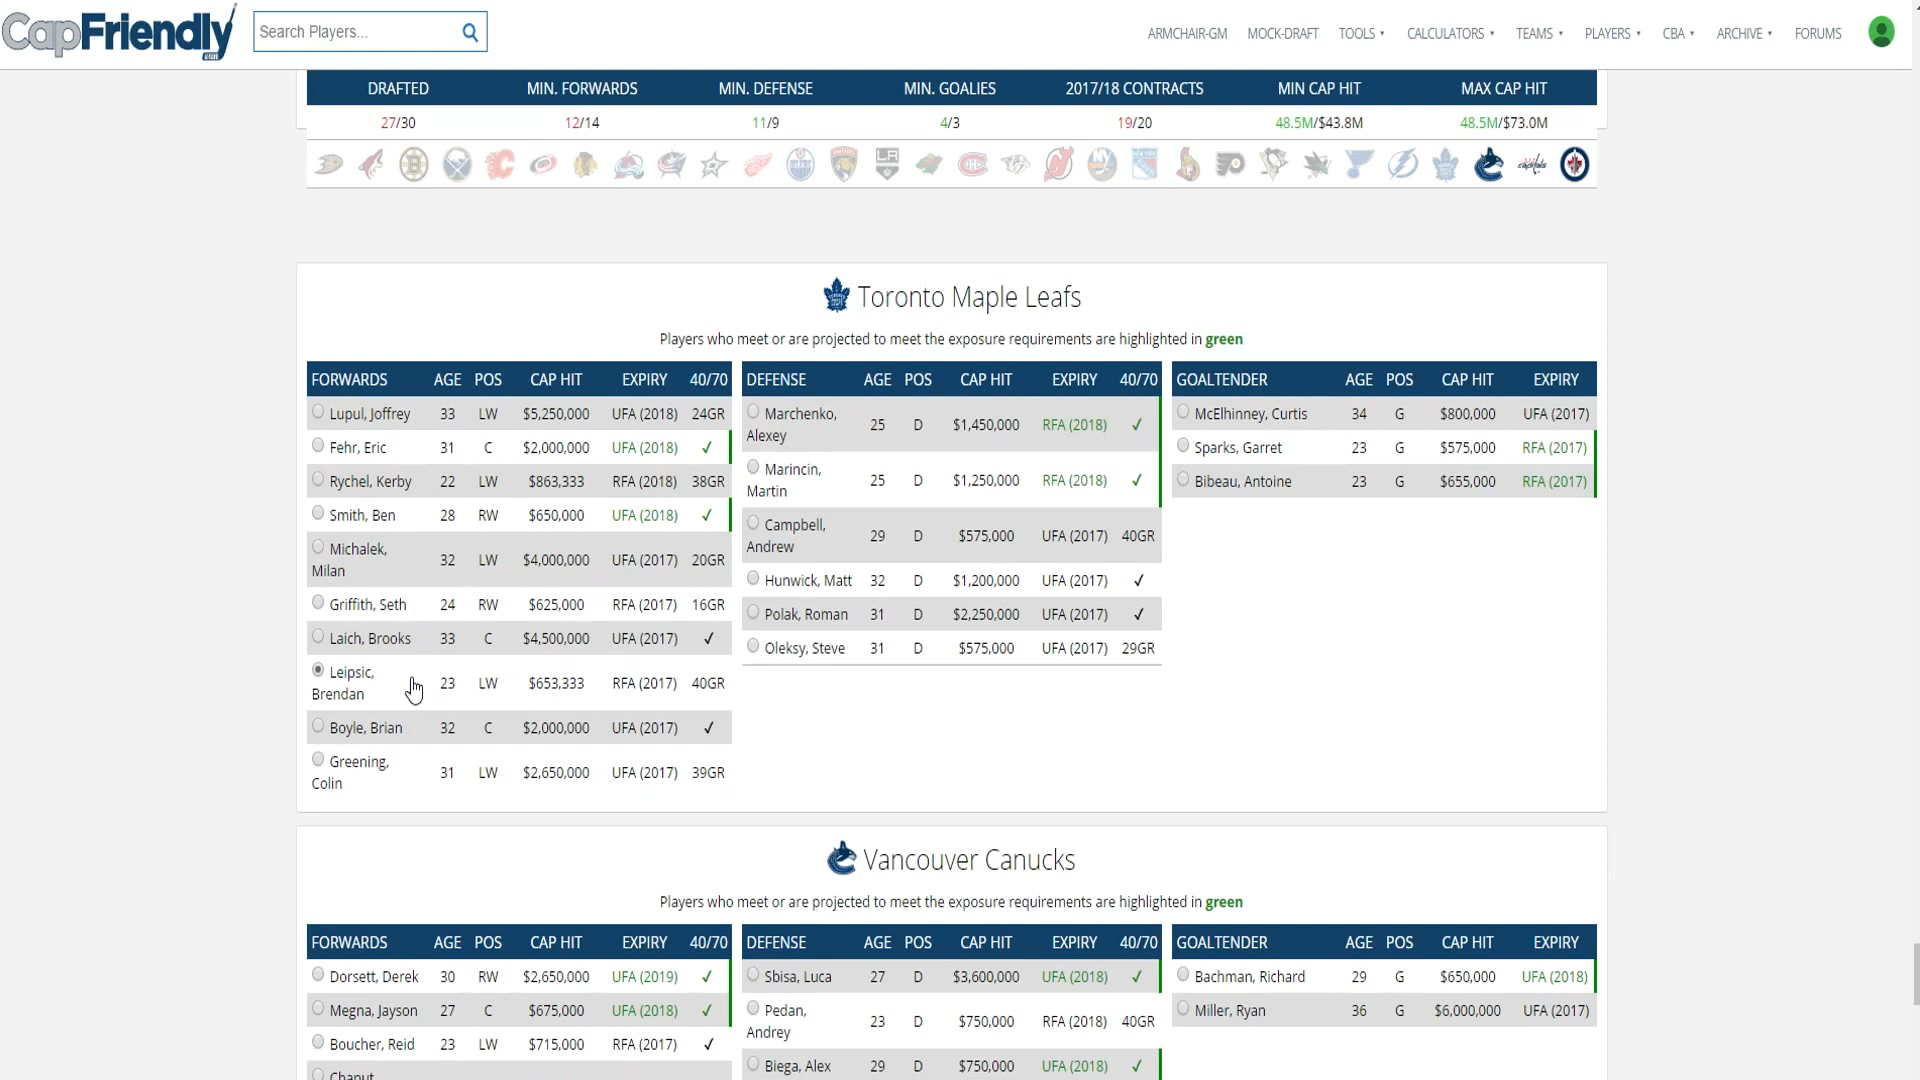 CapFriendly
Search Players...
ARMCHAIR-GM MOCK-DRAFT TOOLS CALCULATORS TEAMS PLAYERS CBA ARCHIVE FORUMS
DRAFTED MIN. FORWARDS MIN. DEFENSE MIN. GOALIES 2017/18 CONTRACTS MIN CAP HIT MAX CAP HIT
27/30 12/14 11/9 4/3 19/20 48.5M/$43.8M 48.5M/$73.0M
Toronto Maple Leafs
Players who meet or are projected to meet the exposure requirements are highlighted in green
FORWARDS AGE POS CAP HIT EXPIRY 40/70
Lupul, Joffrey 33 LW $5,250,000 UFA (2018) 24GR
Fehr, Eric 31 C $2,000,000 UFA (2018) ✓
Rychel, Kerby 22 LW $863,333 RFA (2018) 38GR
Smith, Ben 28 RW $650,000 UFA (2018) ✓
Michalek,
Milan 32 LW $4,000,000 UFA (2017) 20GR
Griffith, Seth 24 RW $625,000 RFA (2017) 16GR
Laich, Brooks 33 C $4,500,000 UFA (2017) ✓
Leipsic,
Brendan 23 LW $653,333 RFA (2017) 40GR
Boyle, Brian 32 C $2,000,000 UFA (2017) ✓
Greening,
Colin 31 LW $2,650,000 UFA (2017) 39GR
DEFENSE AGE POS CAP HIT EXPIRY 40/70
Marchenko,
Alexey 25 D $1,450,000 RFA (2018) ✓
Marincin,
Martin 25 D $1,250,000 RFA (2018) ✓
Campbell,
Andrew 29 D $575,000 UFA (2017) 40GR
Hunwick, Matt 32 D $1,200,000 UFA (2017) ✓
Polak, Roman 31 D $2,250,000 UFA (2017) ✓
Oleksy, Steve 31 D $575,000 UFA (2017) 29GR
GOALTENDER AGE POS CAP HIT EXPIRY
McElhinney, Curtis 34 G $800,000 UFA (2017)
Sparks, Garret 23 G $575,000 RFA (2017)
Bibeau, Antoine 23 G $655,000 RFA (2017)
Vancouver Canucks
Players who meet or are projected to meet the exposure requirements are highlighted in green
FORWARDS AGE POS CAP HIT EXPIRY 40/70
Dorsett, Derek 30 RW $2,650,000 UFA (2019) ✓
Megna, Jayson 27 C $675,000 UFA (2018) ✓
Boucher, Reid 23 LW $715,000 RFA (2017) ✓
Chaput,
DEFENSE AGE POS CAP HIT EXPIRY 40/70
Sbisa, Luca 27 D $3,600,000 UFA (2018) ✓
Pedan,
Andrey 23 D $750,000 RFA (2018) 40GR
Biega, Alex 29 D $750,000 UFA (2018) ✓
GOALTENDER AGE POS CAP HIT EXPIRY
Bachman, Richard 29 G $650,000 UFA (2018)
Miller, Ryan 36 G $6,000,000 UFA (2017)